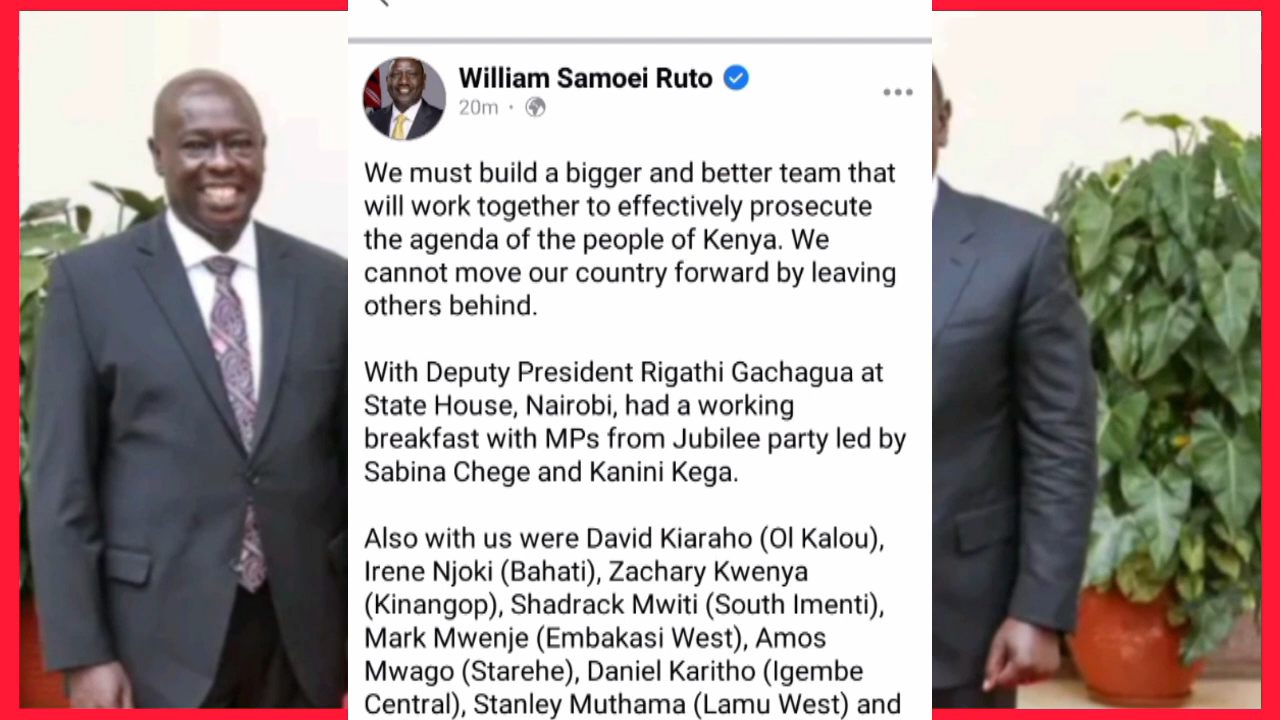 William Samoei Ruto
20m ·
We must build a bigger and better team that
will work together to effectively prosecute
the agenda of the people of Kenya. We
cannot move our country forward by leaving
others behind.
With Deputy President Rigathi Gachagua at
State House, Nairobi, had a working
breakfast with MPs from Jubilee party led by
Sabina Chege and Kanini Kega.
Also with us were David Kiaraho (Ol Kalou),
Irene Njoki (Bahati), Zachary Kwenya
(Kinangop), Shadrack Mwiti (South Imenti),
Mark Mwenje (Embakasi West), Amos
Mwago (Starehe), Daniel Karitho (Igembe
Central), Stanley Muthama (Lamu West) and